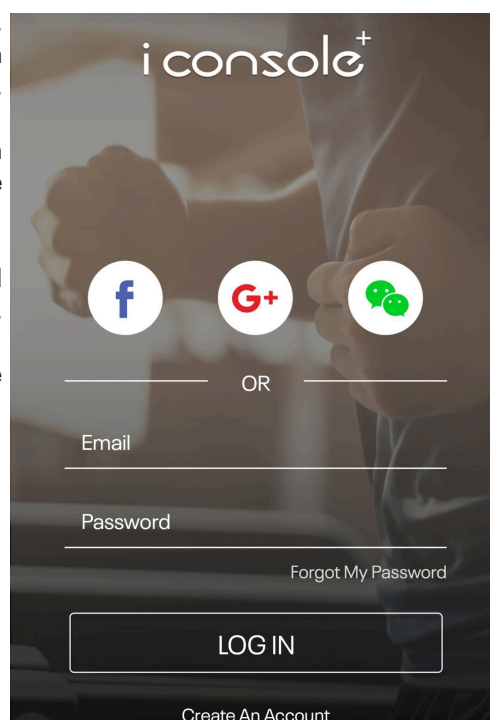 i console+
f
G+
OR
Email
Password
Forgot My Password
LOG IN
Create An Account